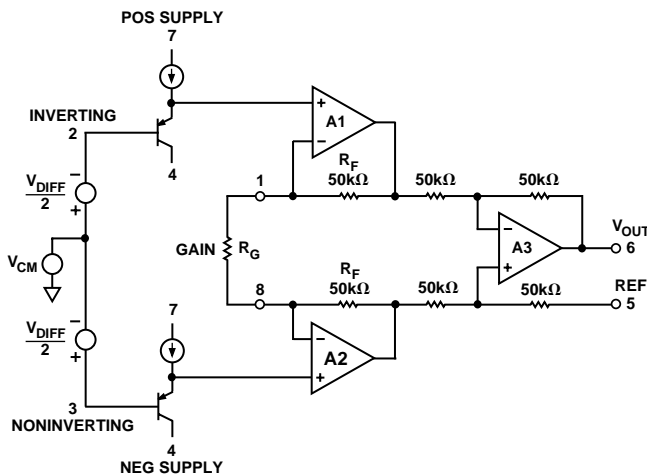 POS SUPPLY
7
INVERTING
2
4
A1
+
−
V_DIFF
2
−
+
1
R_F
50kΩ
50kΩ
50kΩ
V_CM
GAIN
R_G
−
A3
+
V_OUT
6
8
R_F
50kΩ
50kΩ
50kΩ
REF
5
V_DIFF
2
−
+
7
−
A2
+
3
NONINVERTING
4
NEG SUPPLY